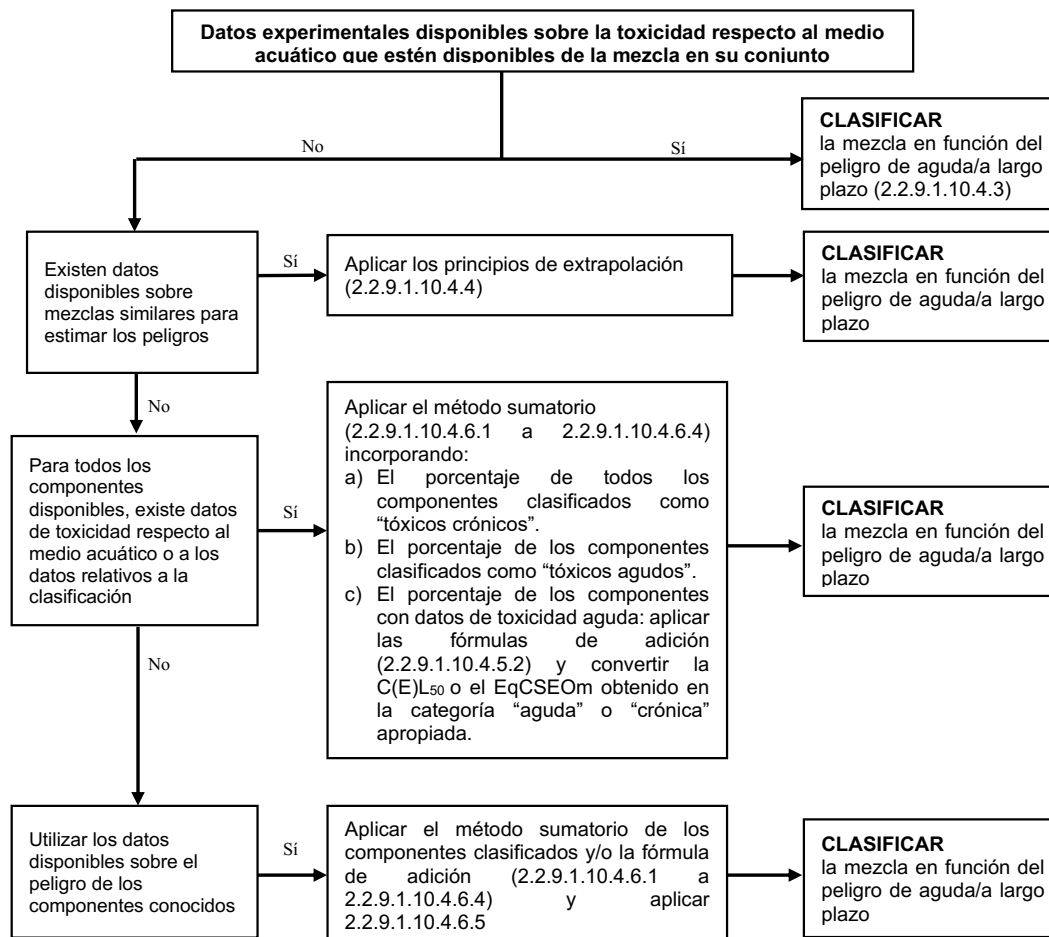 Datos experimentales disponibles sobre la toxicidad respecto al medio
acuático que estén disponibles de la mezcla en su conjunto
No
Sí
CLASIFICAR
la mezcla en función del
peligro de aguda/a largo
plazo (2.2.9.1.10.4.3)
Existen datos
disponibles sobre
mezclas similares para
estimar los peligros
Sí
Aplicar los principios de extrapolación
(2.2.9.1.10.4.4)
CLASIFICAR
la mezcla en función del
peligro de aguda/a largo
plazo
No
Para todos los
componentes
disponibles, existe datos
de toxicidad respecto al
medio acuático o a los
datos relativos a la
clasificación
Sí
Aplicar el método sumatorio
(2.2.9.1.10.4.6.1 a 2.2.9.1.10.4.6.4)
incorporando:
a) El porcentaje de todos los
componentes clasificados como
“tóxicos crónicos”.
b) El porcentaje de los componentes
clasificados como “tóxicos agudos”.
c) El porcentaje de los componentes
con datos de toxicidad aguda: aplicar
las fórmulas de adición
(2.2.9.1.10.4.5.2) y convertir la
C(E)L50 o el EqCSEOm obtenido en
la categoría “aguda” o “crónica”
apropiada.
CLASIFICAR
la mezcla en función del
peligro de aguda/a largo
plazo
No
Utilizar los datos
disponibles sobre el
peligro de los
componentes conocidos
Sí
Aplicar el método sumatorio de los
componentes clasificados y/o la fórmula
de adición (2.2.9.1.10.4.6.1 a
2.2.9.1.10.4.6.4) y aplicar
2.2.9.1.10.4.6.5
CLASIFICAR
la mezcla en función del
peligro de aguda/a largo
plazo